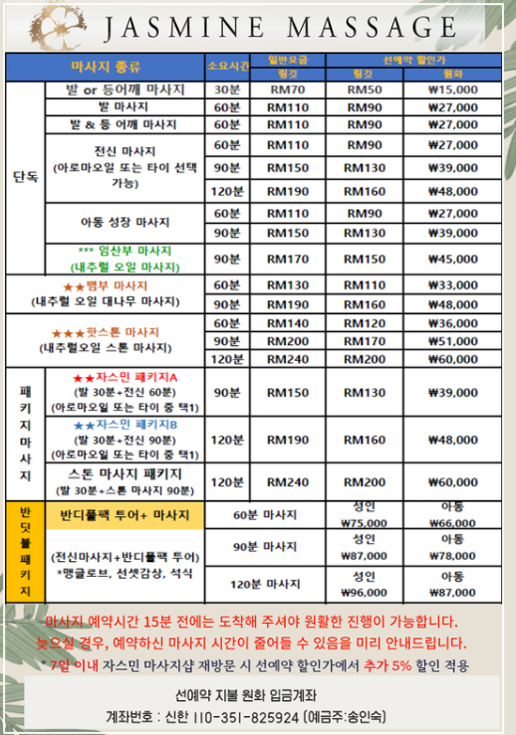 JASMINE MASSAGE
마사지 종류 소요시간 일반요금 선예약 할인가
링깃 링깃 원화
단독
발 or 등어깨 마사지 30분 RM70 RM50 ₩15,000
발 마사지 60분 RM110 RM90 ₩27,000
발 & 등 어깨 마사지 60분 RM110 RM90 ₩27,000
전신 마사지
(아로마오일 또는 타이 선택
가능)
60분 RM110 RM90 ₩27,000
90분 RM150 RM130 ₩39,000
120분 RM190 RM160 ₩48,000
아동 성장 마사지
60분 RM110 RM90 ₩27,000
90분 RM150 RM130 ₩39,000
*** 임산부 마사지
(내추럴 오일 마사지)
90분 RM170 RM150 ₩45,000
★★뱀부 마사지
(내추럴 오일 대나무 마사지)
60분 RM130 RM110 ₩33,000
90분 RM190 RM160 ₩48,000
★★★핫스톤 마사지
(내추럴오일 스톤 마사지)
60분 RM140 RM120 ₩36,000
90분 RM200 RM170 ₩51,000
120분 RM240 RM200 ₩60,000
패키지마사지
★★자스민 패키지A
(발 30분+전신 60분)
(아로마오일 또는 타이 중 택1)
90분 RM150 RM130 ₩39,000
★★자스민 패키지B
(발 30분+전신 90분)
(아로마오일 또는 타이 중 택1)
120분 RM190 RM160 ₩48,000
스톤 마사지 패키지
(발 30분+스톤 마사지 90분)
120분 RM240 RM200 ₩60,000
반딧불패키지
반디풀팩 투어+ 마사지
(전신마사지+반디풀팩 투어)
*맹글로브, 선셋감상, 석식
60분 마사지 성인 아동
₩75,000 ₩66,000
90분 마사지 성인 아동
₩87,000 ₩78,000
120분 마사지 성인 아동
₩96,000 ₩87,000
마사지 예약시간 15분 전에는 도착해 주셔야 원활한 진행이 가능합니다.
늦으실 경우, 예약하신 마사지 시간이 줄어들 수 있음을 미리 안내드립니다.
* 7일 이내 자스민 마사지샵 재방문 시 선예약 할인가에서 추가 5% 할인 적용
선예약 지불 원화 입금계좌
계좌번호 : 신한 110-351-825924 (예금주:송인숙)